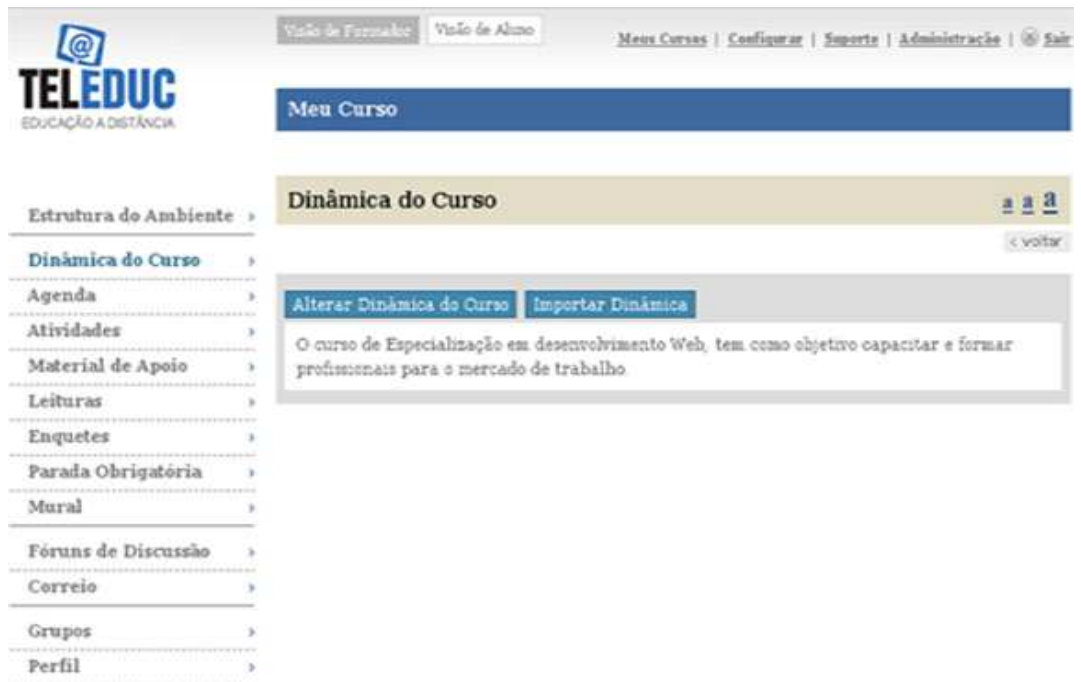 Visão de Formador Visão de Aluno
Meus Cursos | Configurar | Suporte | Administração | Sair
@
TELEDUC
EDUCAÇÃO A DISTÂNCIA
Meu Curso
Dinâmica do Curso
a a a
< voltar
Estrutura do Ambiente
Dinâmica do Curso
Agenda
Atividades
Material de Apoio
Leituras
Enquetes
Parada Obrigatória
Mural
Fóruns de Discussão
Correio
Grupos
Perfil
Alterar Dinâmica do Curso Importar Dinâmica
O curso de Especialização em desenvolvimento Web, tem como objetivo capacitar e formar
profissionais para o mercado de trabalho